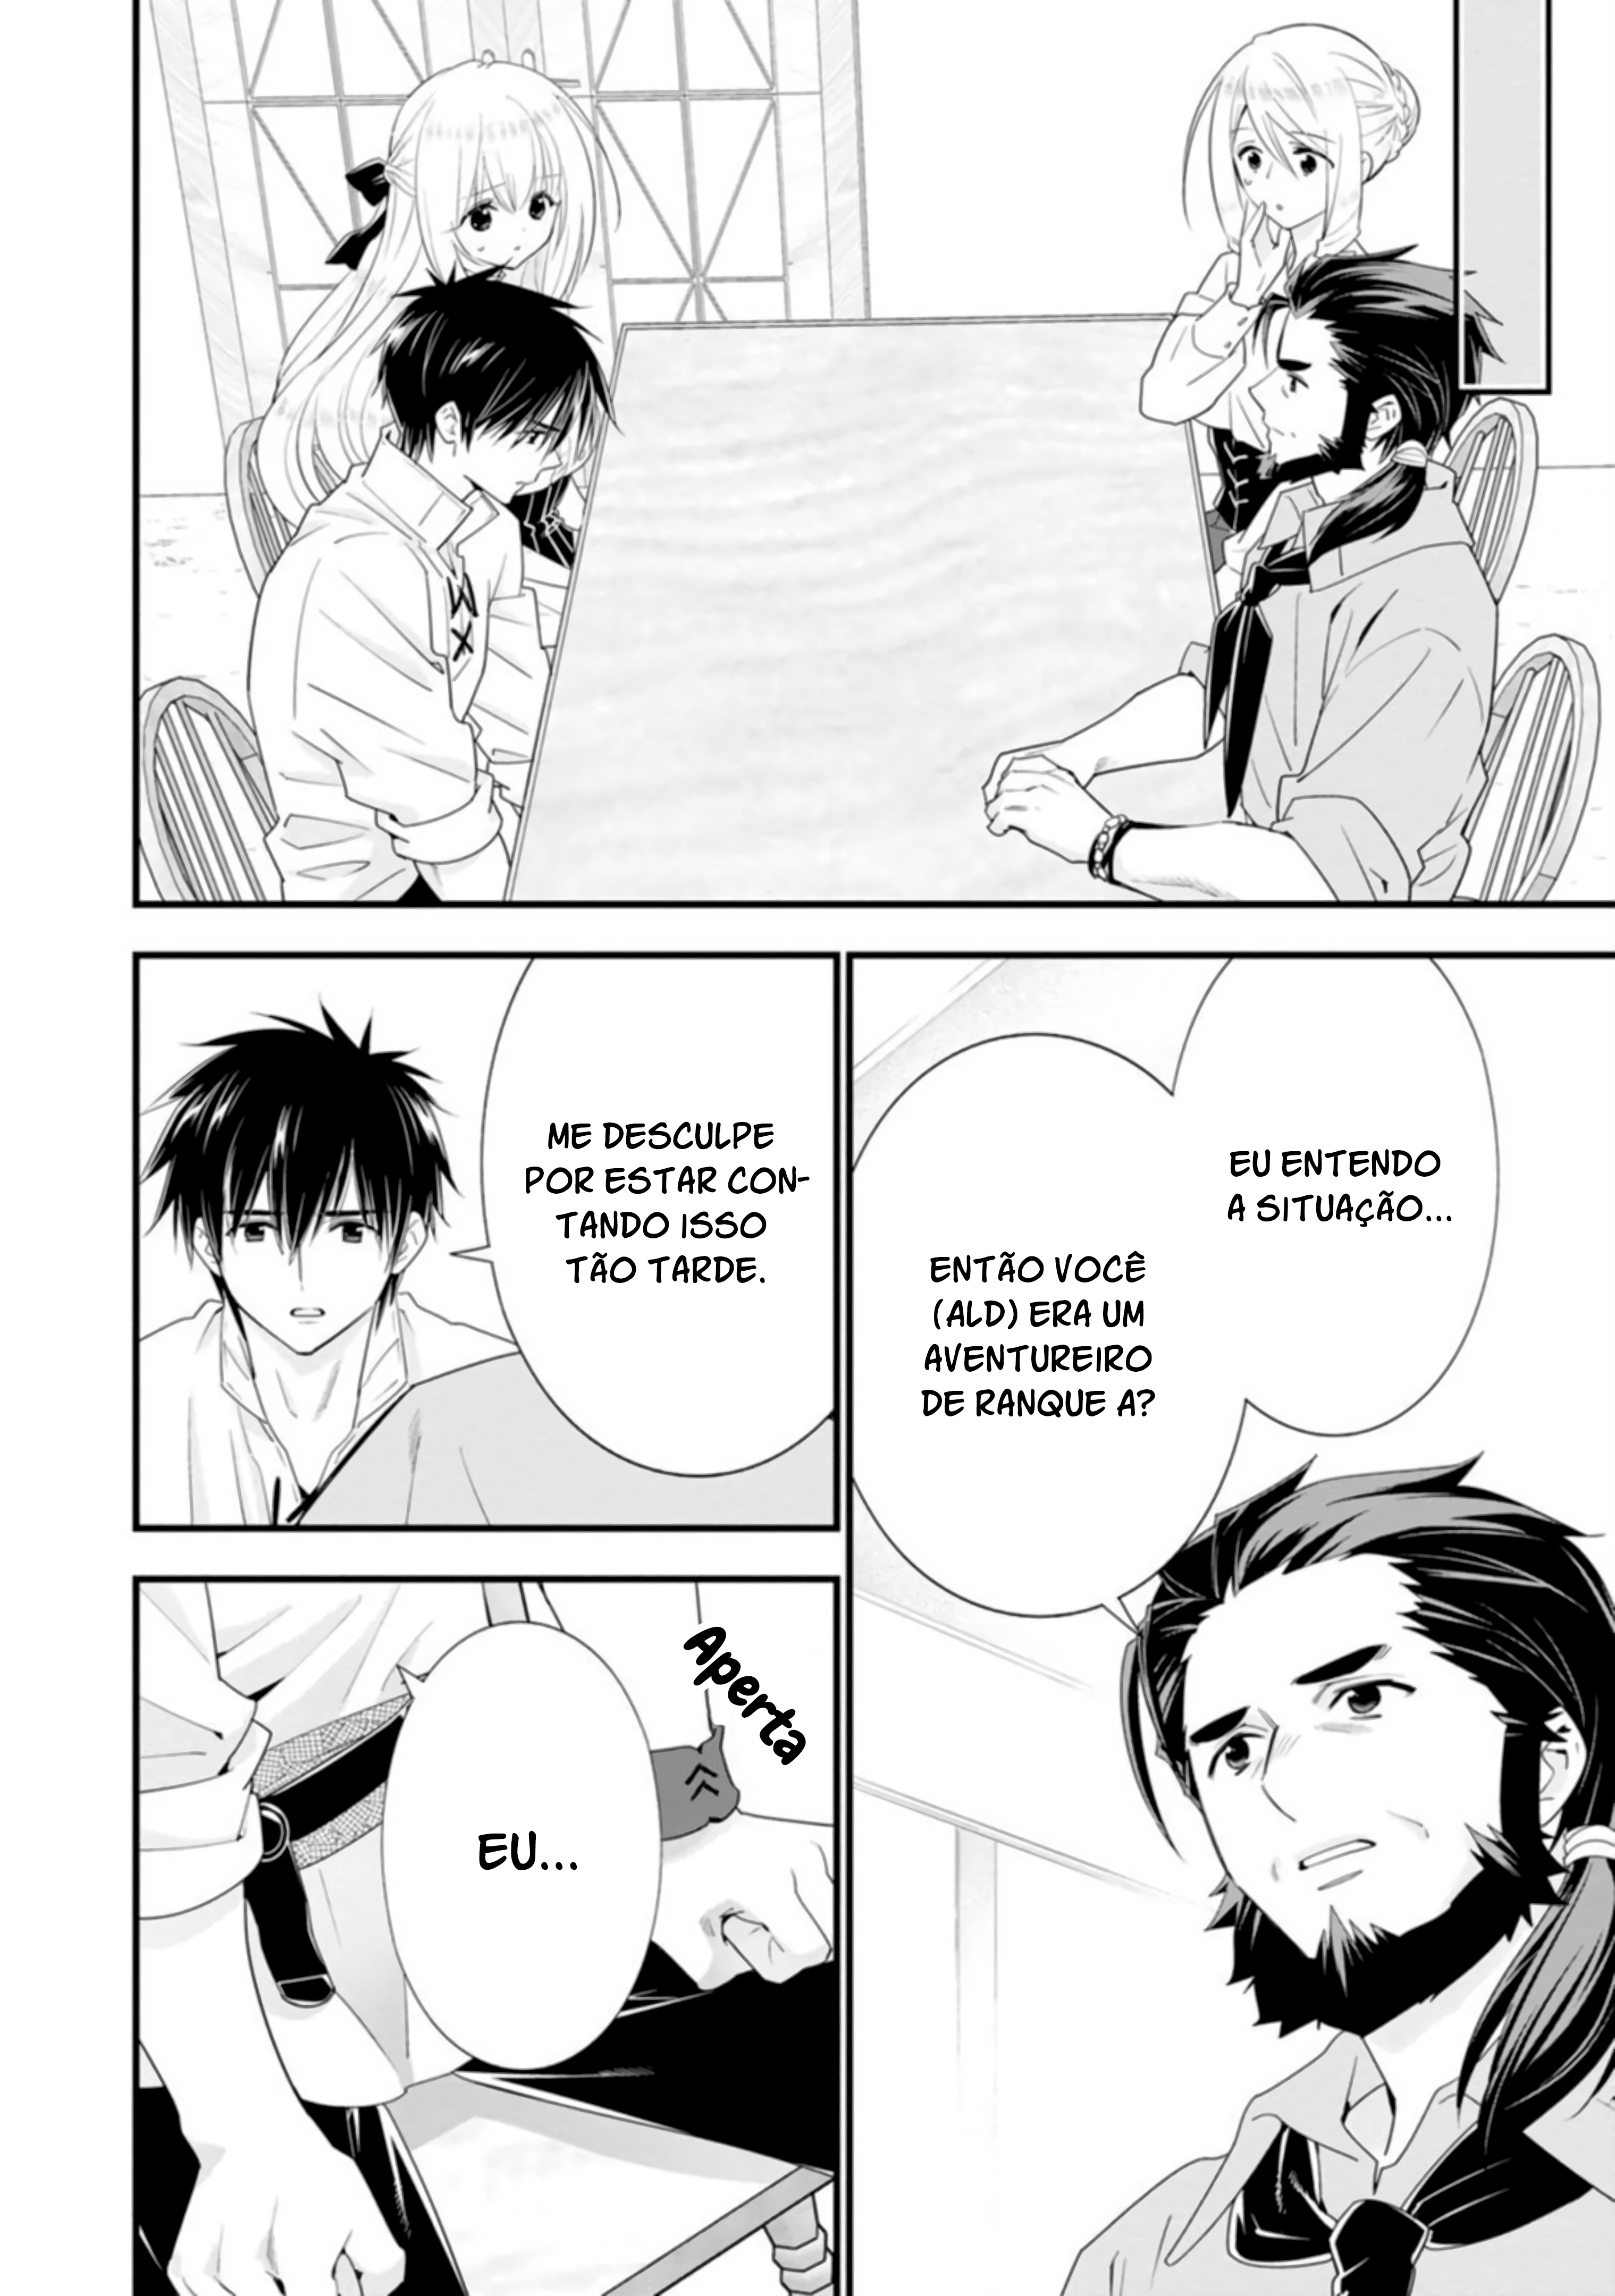 EU ENTENDO
A SITUAÇÃO...
ENTÃO VOCÊ
(ALD) ERA UM
AVENTUREIRO
DE RANQUE A?
ME DESCULPE
POR ESTAR CON-
TANDO ISSO
TÃO TARDE.
Aperta
EU...